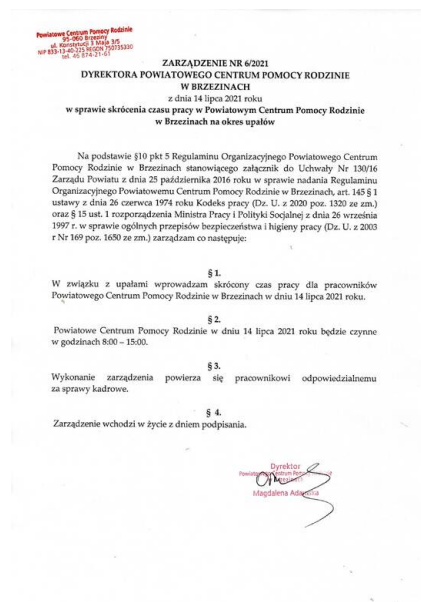 Powiatowe Centrum Pomocy Rodzinie
95-060 Brzeziny
ul. Konstytucji 3 Maja 3/5
NIP 833-13-40-225 REGON 750735330
tel. 46 874-21-61
ZARZĄDZENIE NR 6/2021
DYREKTORA POWIATOWEGO CENTRUM POMOCY RODZINIE
W BRZEZINACH
z dnia 14 lipca 2021 roku
w sprawie skrócenia czasu pracy w Powiatowym Centrum Pomocy Rodzinie
w Brzezinach na okres upałów
Na podstawie §10 pkt 5 Regulaminu Organizacyjnego Powiatowego Centrum
Pomocy Rodzinie w Brzezinach stanowiącego załącznik do Uchwały Nr 130/16
Zarządu Powiatu z dnia 25 października 2016 roku w sprawie nadania Regulaminu
Organizacyjnego Powiatowemu Centrum Pomocy Rodzinie w Brzezinach, art. 145 § 1
ustawy z dnia 26 czerwca 1974 roku Kodeks pracy (Dz. U. z 2020 poz. 1320 ze zm.)
oraz § 15 ust. 1 rozporządzenia Ministra Pracy i Polityki Socjalnej z dnia 26 września
1997 r. w sprawie ogólnych przepisów bezpieczeństwa i higieny pracy (Dz. U. z 2003
r Nr 169 poz. 1650 ze zm.) zarządzam co następuje:
§ 1.
W związku z upałami wprowadzam skrócony czas pracy dla pracowników
Powiatowego Centrum Pomocy Rodzinie w Brzezinach w dniu 14 lipca 2021 roku.
§ 2.
Powiatowe Centrum Pomocy Rodzinie w dniu 14 lipca 2021 roku będzie czynne
w godzinach 8:00 – 15:00.
§ 3.
Wykonanie zarządzenia powierza się pracownikowi odpowiedzialnemu
za sprawy kadrowe.
§ 4.
Zarządzenie wchodzi w życie z dniem podpisania.
Dyrektor
Centrum
Magdalena